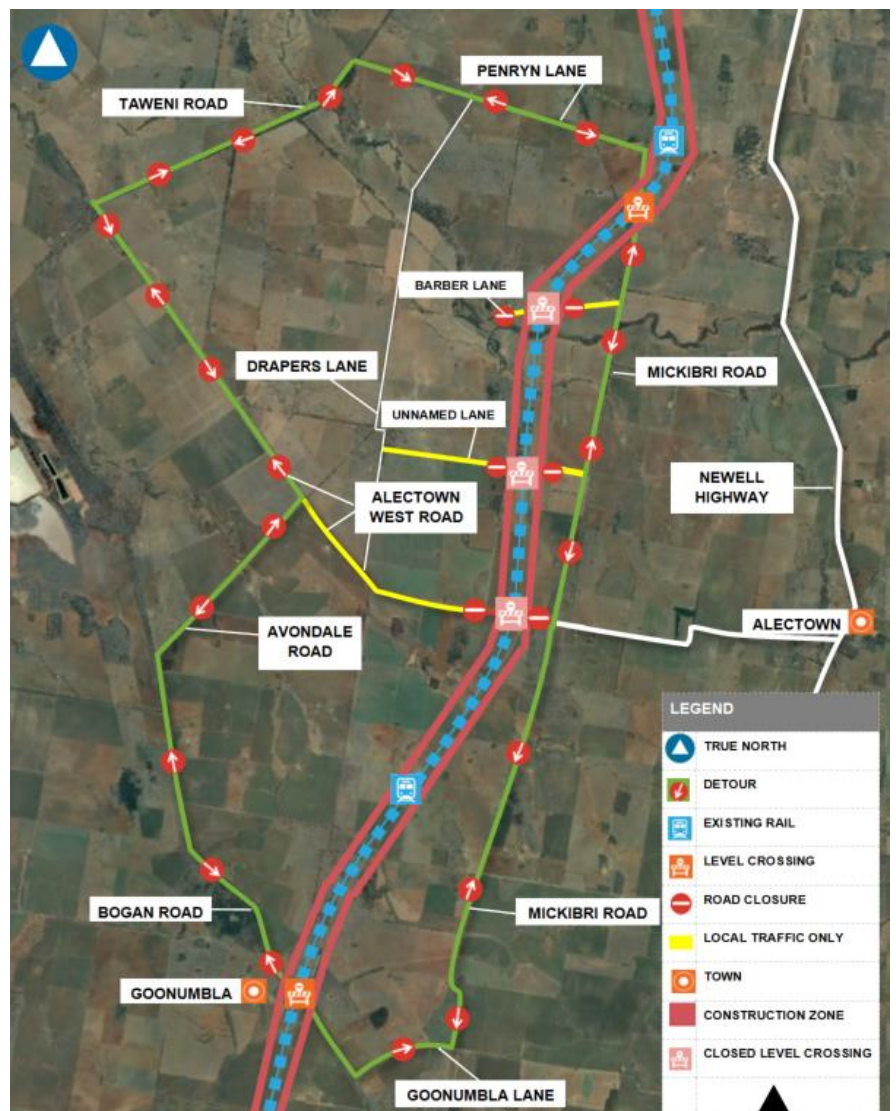 PENRYN LANE
TAWENI ROAD
BARBER LANE
DRAPERS LANE
MICKIBRI ROAD
UNNAMED LANE
NEWELL
HIGHWAY
ALECTOWN
WEST ROAD
ALECTOWN
AVONDALE
ROAD
LEGEND
TRUE NORTH
DETOUR
EXISTING RAIL
LEVEL CROSSING
ROAD CLOSURE
LOCAL TRAFFIC ONLY
TOWN
CONSTRUCTION ZONE
CLOSED LEVEL CROSSING
BOGAN ROAD
MICKIBRI ROAD
GOONUMBLA
GOONUMBLA LANE